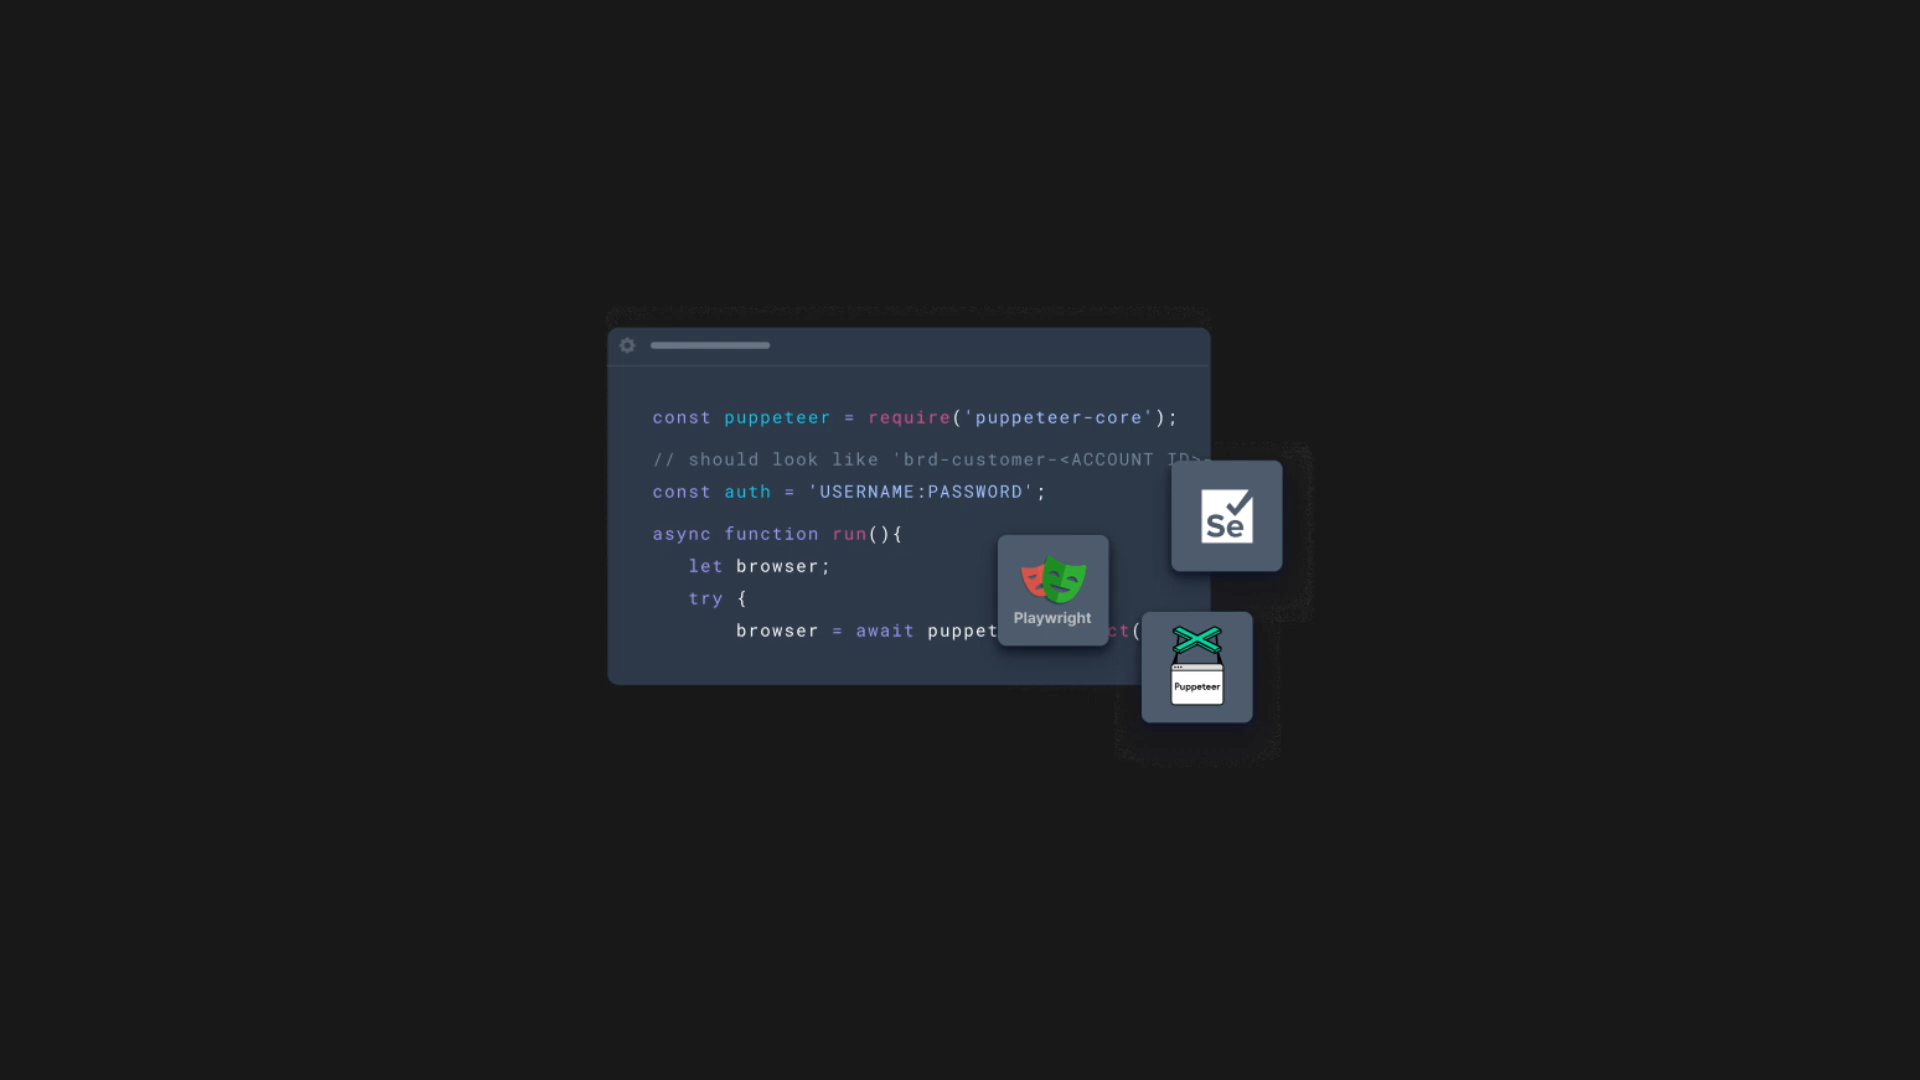 const puppeteer = require('puppeteer-core');
// should look like 'brd-customer-<ACCOUNT ID>-
const auth = 'USERNAME:PASSWORD';
async function run(){
let browser;
try {
browser = await puppet ct(
Se
Playwright
Puppeteer